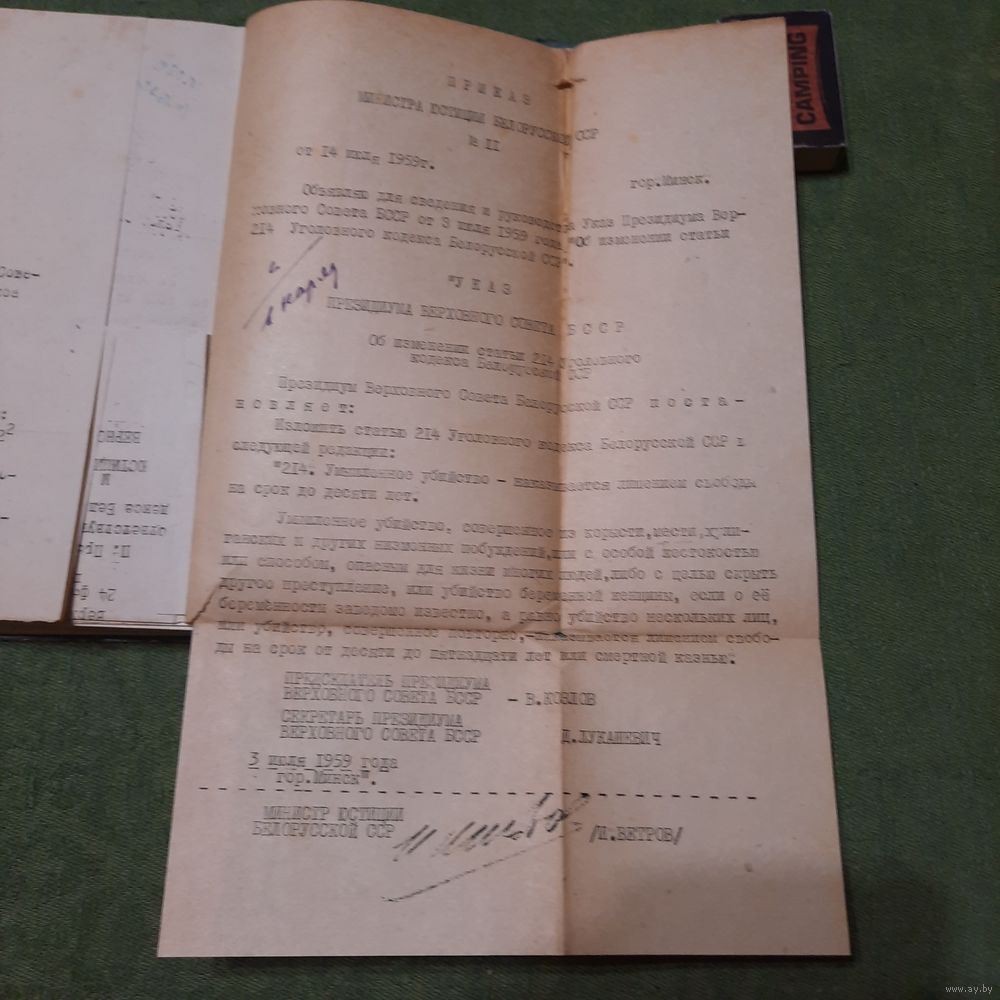 CAMPING
ПРИКАЗ
МИНИСТРА ЮСТИЦИИ БЕЛОРУССКОЙ ССР
№ II
от 14 июля 1959г.
гор.Минск.
Объявляю для сведения и руководства Указ Президиума Вер-
ховного Совета БССР от 3 июля 1959 года "Об изменении статьи
214 Уголовного кодекса Белорусской ССР".
в наряд
"УКАЗ
ПРЕЗИДИУМА ВЕРХОВНОГО СОВЕТА БССР
Об изменении статьи 214 Уголовного
кодекса Белорусской ССР
Президиум Верховного Совета Белорусской ССР п о с т а -
н о в л я е т:
Изложить статью 214 Уголовного кодекса Белорусской ССР в
следующей редакции:
"214. Умышленное убийство - наказывается лишением свободы
на срок до десяти лет.
Умышленное убийство, совершенное из корысти,мести,хули-
ганских и других низменных побуждений,или с особой жестокостью
или способом, опасным для жизни многих людей,либо с целью скрыть
другое преступление, или убийство беременной женщины, если о её
беременности заведомо известно, а равно убийство нескольких лиц,
или убийство, совершенное повторно,-наказывается лишением свобо-
ды на срок от десяти до пятнадцати лет или смертной казнью".
ПРЕДСЕДАТЕЛЬ ПРЕЗИДИУМА
ВЕРХОВНОГО СОВЕТА БССР - В.КОЗЛОВ
СЕКРЕТАРЬ ПРЕЗИДИУМА
ВЕРХОВНОГО СОВЕТА БССР Д.ЛУКАШЕВИЧ
3 июля 1959 года
гор.Минск".
МИНИСТР ЮСТИЦИИ
БЕЛОРУССКОЙ ССР /И.ВЕТРОВ/
ВЕРНО
ЮСТИЦИИ
24
www.ay.by